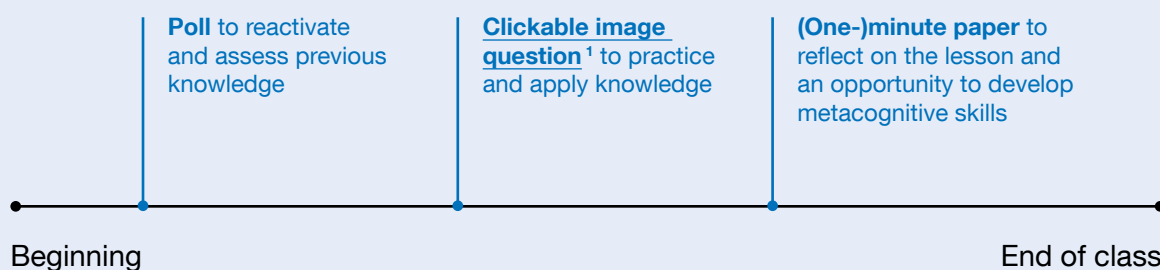 Poll to reactivate
and assess previous
knowledge
Clickable image
question ¹ to practice
and apply knowledge
(One-)minute paper to
reflect on the lesson and
an opportunity to develop
metacognitive skills
Beginning
End of class